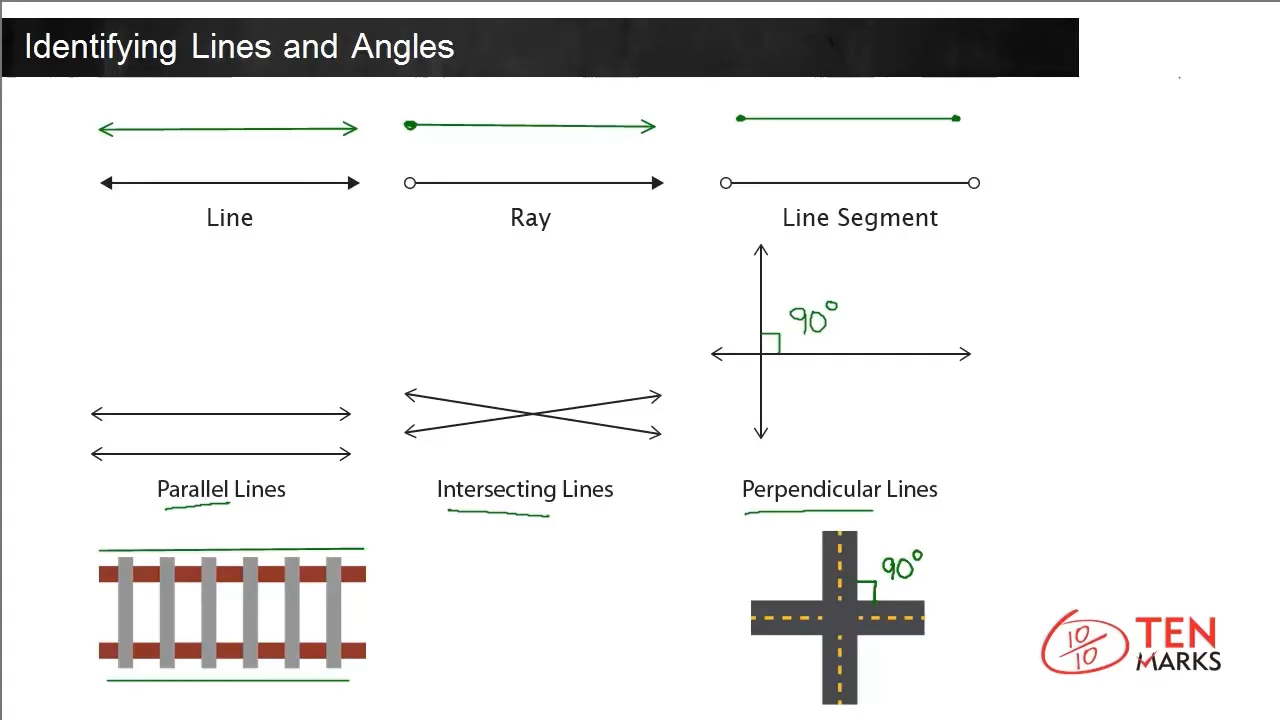 Identifying Lines and Angles
Line
Ray
Line Segment
90°
Parallel Lines
Intersecting Lines
Perpendicular Lines
90°
10/10
TEN
MARKS